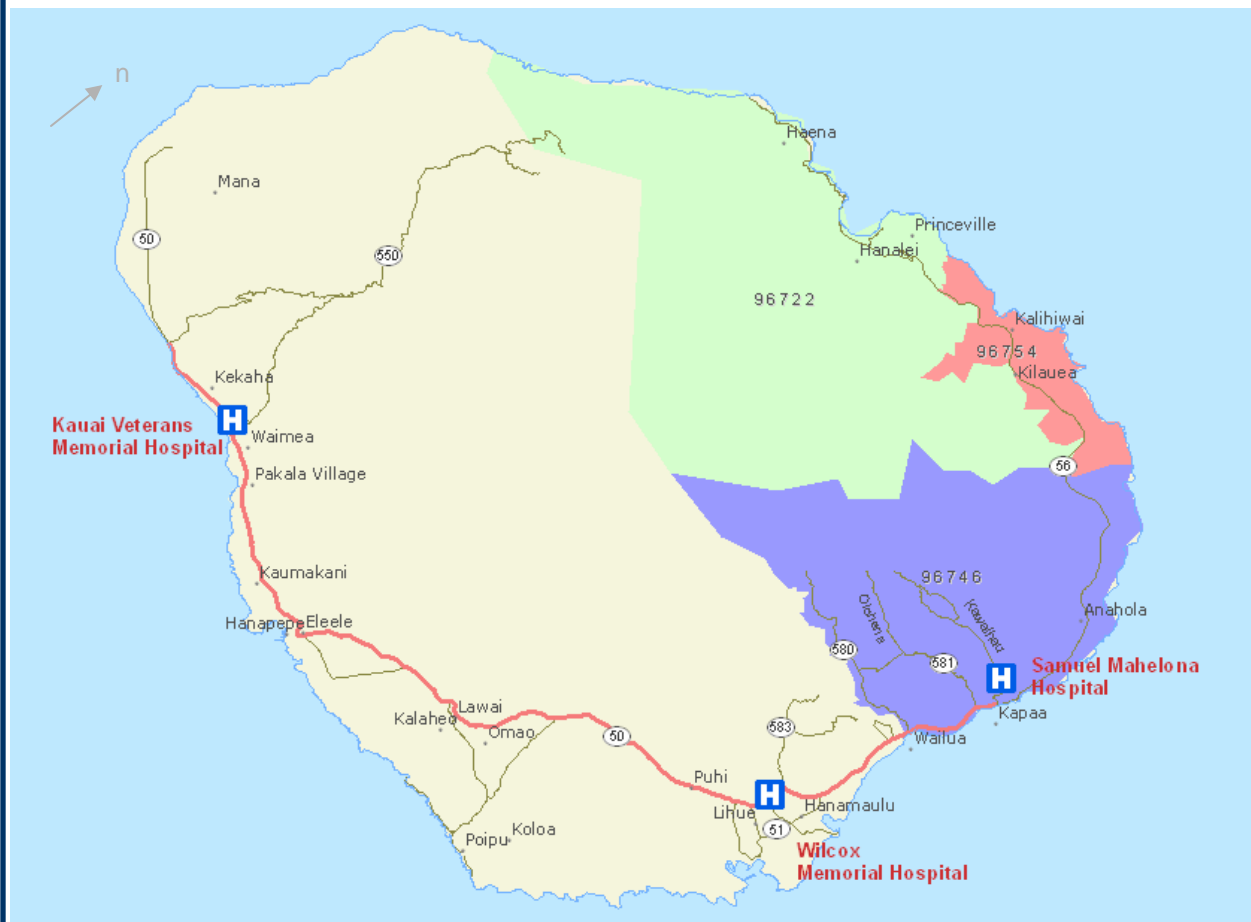 n
Haena
Mana
Princeville
50
550
Hanalei
96722
Kalihiwai
96754
Kilauea
Kekaha
Kauai Veterans
Memorial Hospital
Waimea
56
Pakala Village
96746
Kaumakani
Olohena
Kawaihau
Anahola
Hanapepe
Eleele
580
581
Samuel Mahelona
Hospital
H
H
H
Lawai
Kalaheo
Omao
50
583
Kapaa
Wailua
Puhi
Hanamaulu
Lihue
51
Koloa
Poipu
Wilcox
Memorial Hospital